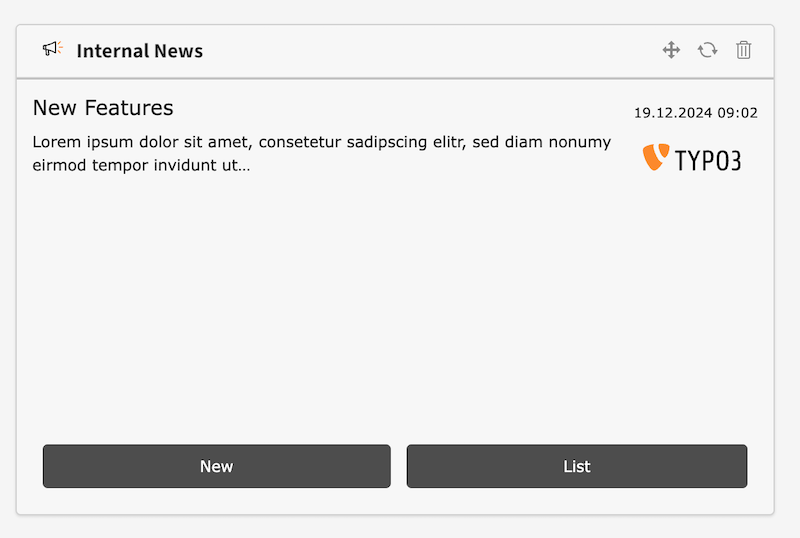 Internal News
New Features
19.12.2024 09:02
Lorem ipsum dolor sit amet, consetetur sadipscing elitr, sed diam nonumy
eirmod tempor invidunt ut...
TYPO3
New
List